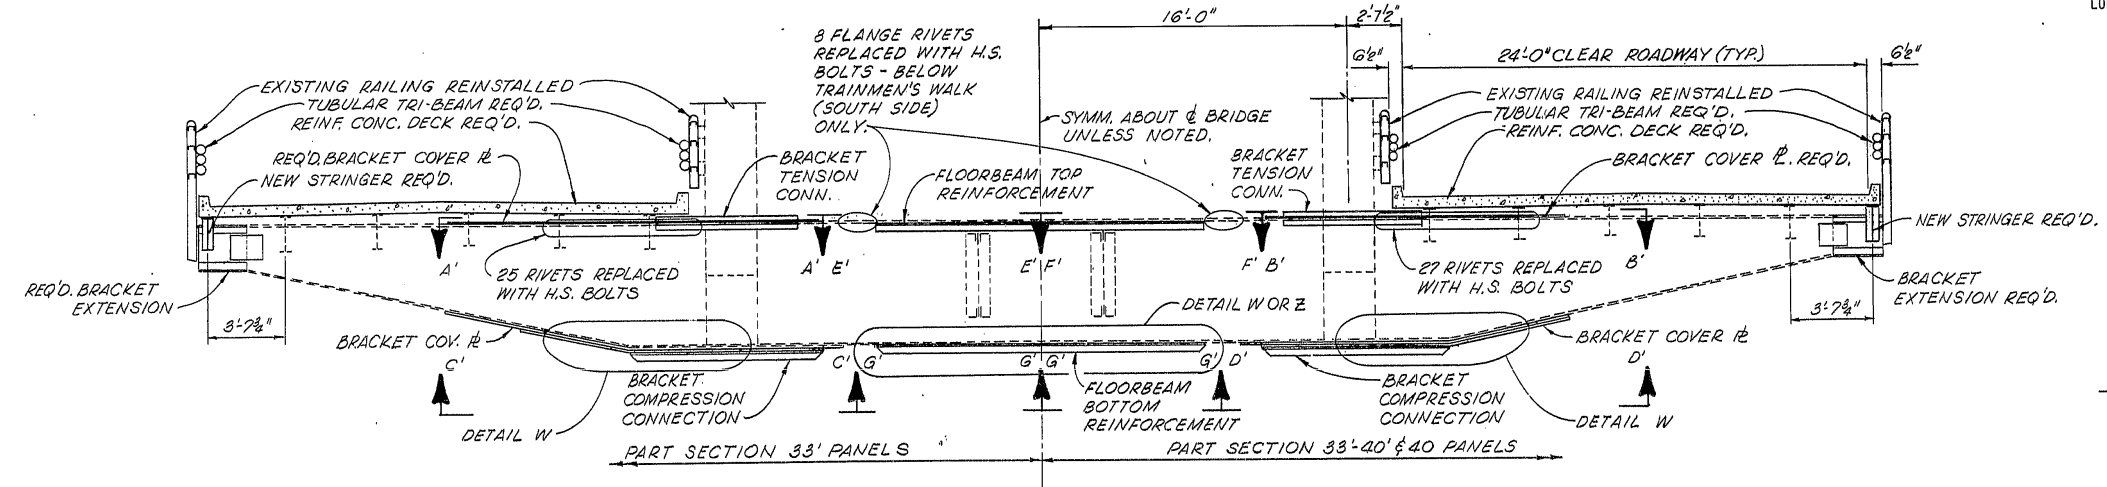 16'-0"
2'-7½"
8 FLANGE RIVETS
REPLACED WITH H.S.
BOLTS - BELOW
TRAINMEN'S WALK
(SOUTH SIDE)
ONLY.
6½"
24'-0" CLEAR ROADWAY (TYP.)
6½"
EXISTING RAILING REINSTALLED
TUBULAR TRI-BEAM REQ'D.
REINF. CONC. DECK REQ'D.
REQ'D. BRACKET COVER ℄
NEW STRINGER REQ'D.
BRACKET
TENSION
CONN.
FLOORBEAM TOP
REINFORCEMENT
SYMM. ABOUT ℄ BRIDGE
UNLESS NOTED.
BRACKET
TENSION
CONN.
EXISTING RAILING REINSTALLED
TUBULAR TRI-BEAM REQ'D.
REINF. CONC. DECK REQ'D.
BRACKET COVER ℄. REQ'D.
NEW STRINGER REQ'D.
A'
A' E'
E' F'
F' B'
B'
25 RIVETS REPLACED
WITH H.S. BOLTS
27 RIVETS REPLACED
WITH H.S. BOLTS
REQ'D. BRACKET
EXTENSION
3'-7¾"
BRACKET
EXTENSION REQ'D.
3'-7¾"
DETAIL W OR Z
BRACKET COV. ℄
BRACKET COVER ℄
C'
C' G'
G' G'
G' D'
D'
BRACKET
COMPRESSION
CONNECTION
FLOORBEAM
BOTTOM
REINFORCEMENT
BRACKET
COMPRESSION
CONNECTION
DETAIL W
DETAIL W
PART SECTION 33' PANELS
PART SECTION 33'-40' & 40 PANELS